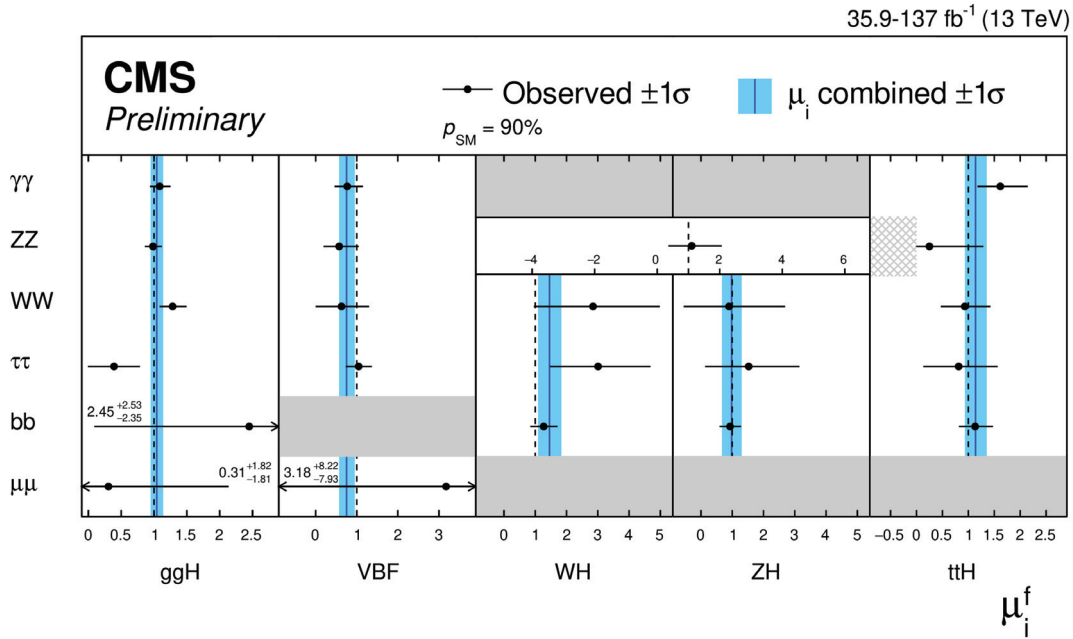 35.9-137 fb⁻¹ (13 TeV)
CMS
Preliminary
Observed ±1σ
p_SM = 90%
μ_i combined ±1σ
γγ
ZZ
−4 −2 0 2 4 6
WW
ττ
bb
2.45 +2.53 −2.35
μμ
0.31 +1.82 −1.81
3.18 +8.22 −7.93
0 0.5 1 1.5 2 2.5
0 1 2 3
0 1 2 3 4 5
0 1 2 3 4 5
−0.5 0 0.5 1 1.5 2 2.5
ggH
VBF
WH
ZH
ttH
μ_i^f